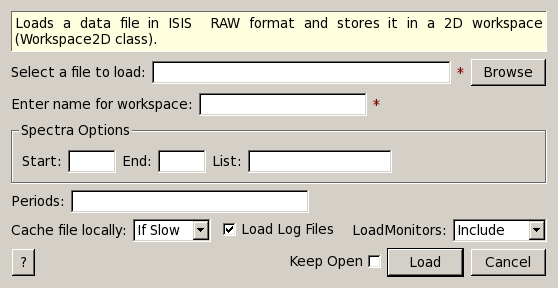 Loads a data file in ISIS RAW format and stores it in a 2D workspace
(Workspace2D class).
Select a file to load: * Browse
Enter name for workspace: *
Spectra Options
Start: End: List:
Periods:
Cache file locally: If Slow Load Log Files LoadMonitors: Include
? Keep Open Load Cancel